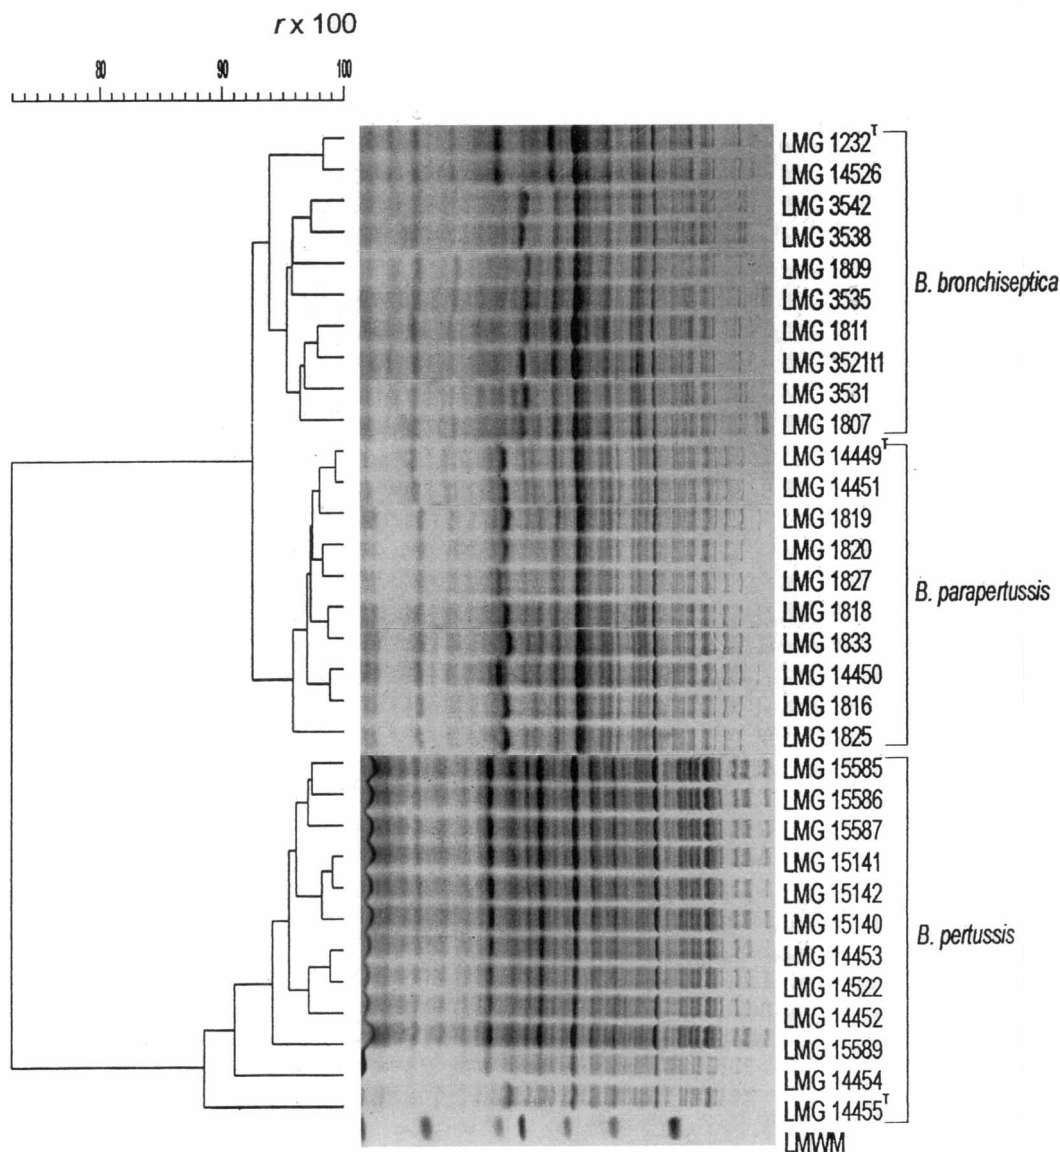 r x 100
80 90 100
LMG 1232ᵀ
LMG 14526
LMG 3542
LMG 3538
LMG 1809
LMG 3535
LMG 1811
LMG 3521t1
LMG 3531
LMG 1807
B. bronchiseptica
LMG 14449ᵀ
LMG 14451
LMG 1819
LMG 1820
LMG 1827
LMG 1818
LMG 1833
LMG 14450
LMG 1816
LMG 1825
B. parapertussis
LMG 15585
LMG 15586
LMG 15587
LMG 15141
LMG 15142
LMG 15140
LMG 14453
LMG 14522
LMG 14452
LMG 15589
LMG 14454
LMG 14455ᵀ
B. pertussis
LMWM